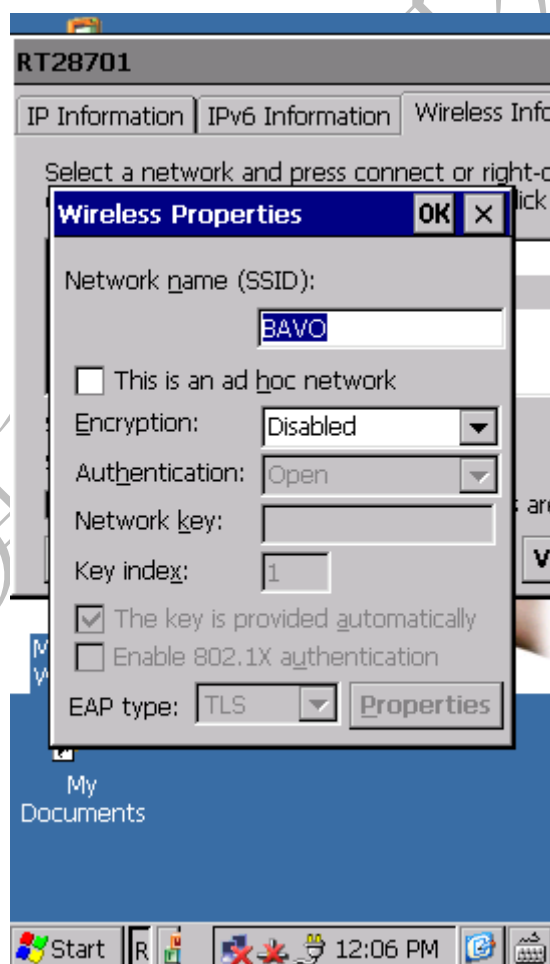 RT28701
IP Information
IPv6 Information
Wireless Info
Select a network and press connect or right-c
lick
Wireless Properties
OK
Network name (SSID):
BAVO
This is an ad hoc network
Encryption:
Disabled
Authentication:
Open
Network key:
ar
Key index:
1
V
The key is provided automatically
Enable 802.1X authentication
EAP type:
TLS
Properties
My
Documents
Start
R
12:06 PM